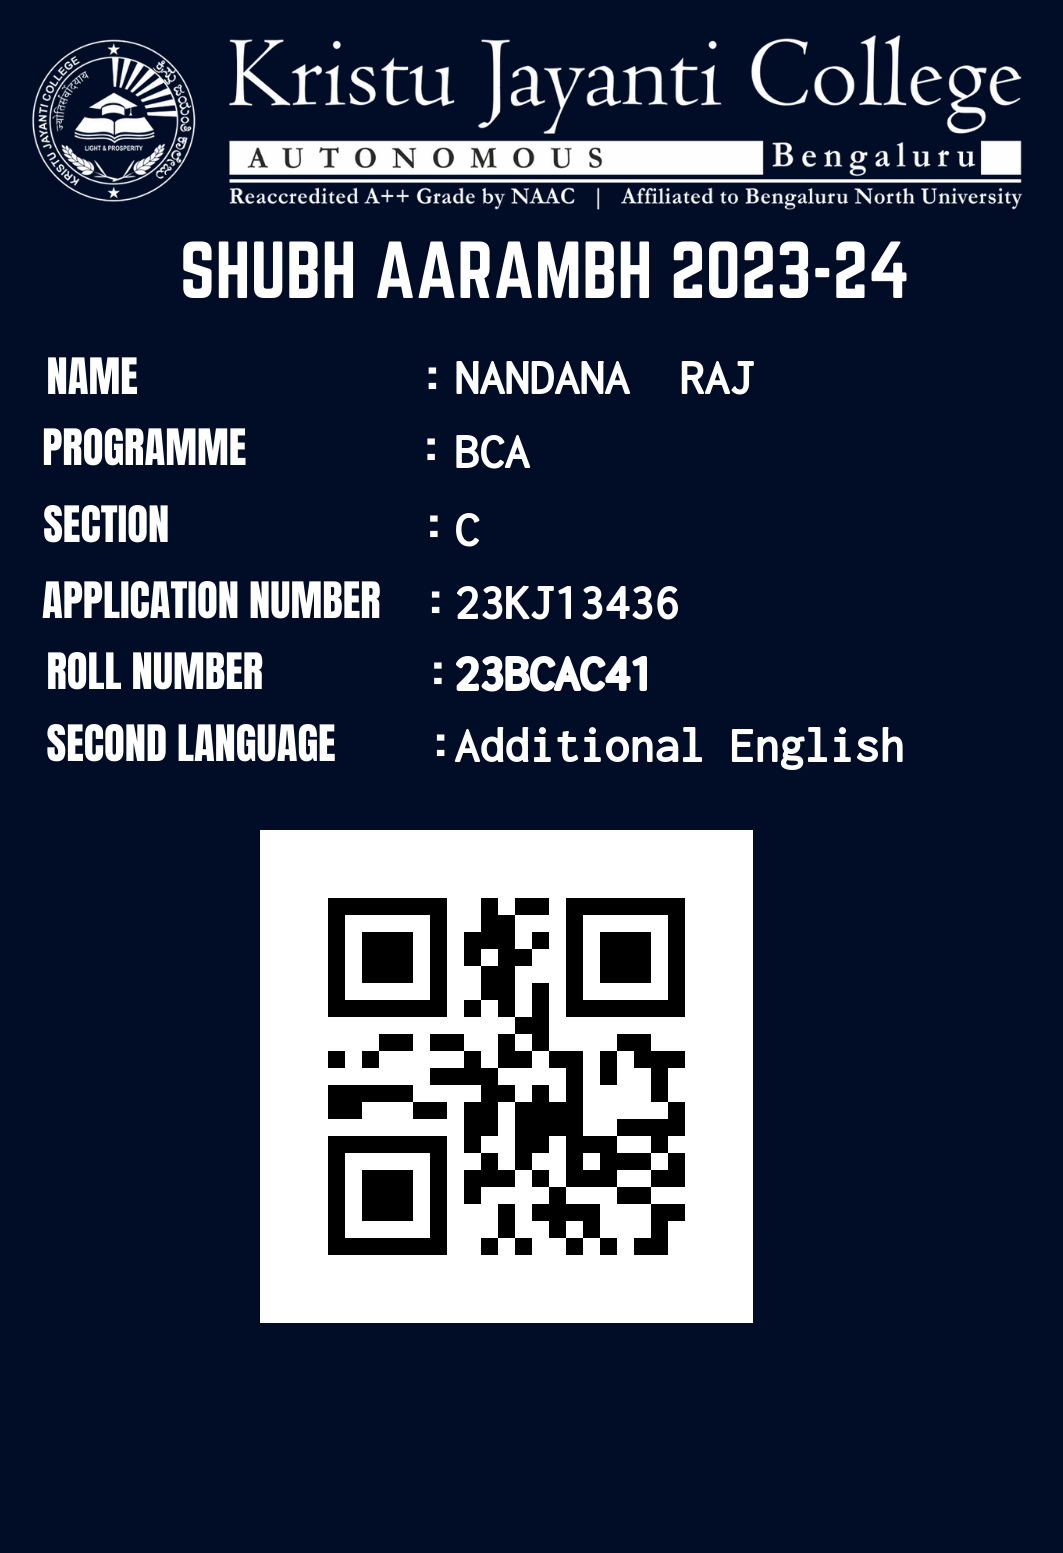 KRISTU JAYANTI COLLEGE
ಕ್ರಿಸ್ತು ಜಯಂತಿ ಕಾಲೇಜು
LIGHT & PROSPERITY
Kristu Jayanti College
AUTONOMOUS Bengaluru
Reaccredited A++ Grade by NAAC | Affiliated to Bengaluru North University
SHUBH AARAMBH 2023-24
NAME : NANDANA RAJ
PROGRAMME : BCA
SECTION : C
APPLICATION NUMBER : 23KJ13436
ROLL NUMBER : 23BCAC41
SECOND LANGUAGE : Additional English